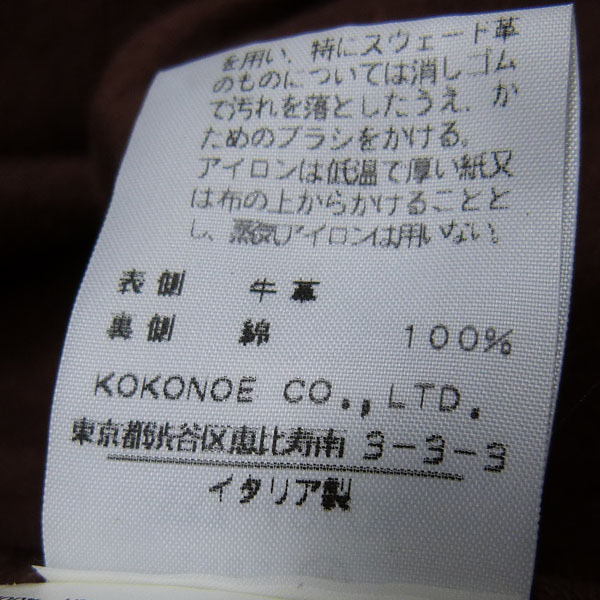 を用い、特にスウェード革
のものについては消しゴム
で汚れを落としたうえ、か
ためのブラシをかける。
アイロンは低温で厚い紙又
は布の上からかけることと
し、蒸気アイロンは用いない。
表側 牛革
裏側 綿 100%
KOKONOE CO.,LTD.
東京都渋谷区恵比寿南 3-3-3
イタリア製